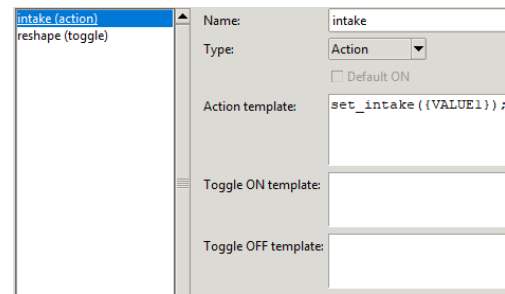 intake (action)
reshape (toggle)
Name:
intake
Type:
Action
Default ON
Action template:
set_intake({VALUE1});
Toggle ON template:
Toggle OFF template: